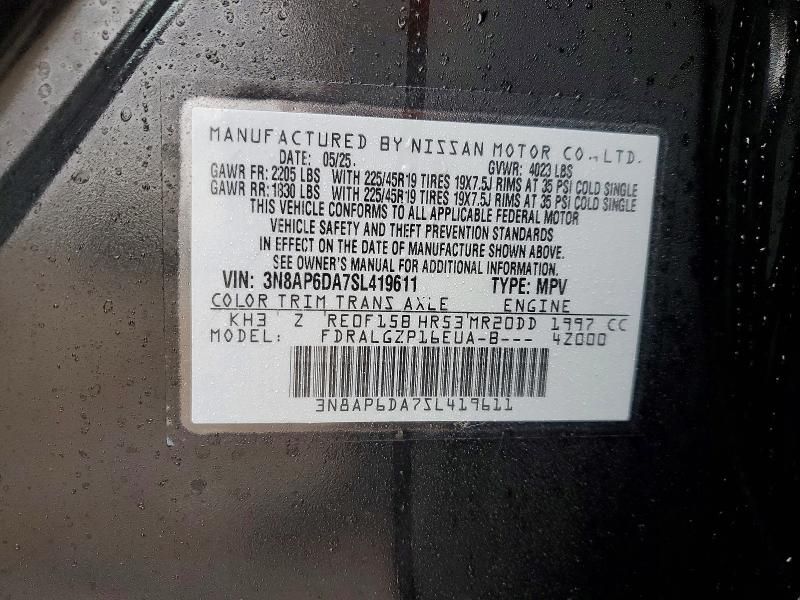 MANUFACTURED BY NISSAN MOTOR CO., LTD.
DATE: 05/25. GVWR: 4023 LBS
GAWR FR: 2205 LBS WITH 225/45R19 TIRES 19X7.5J RIMS AT 35 PSI COLD SINGLE
GAWR RR: 1830 LBS WITH 225/45R19 TIRES 19X7.5J RIMS AT 35 PSI COLD SINGLE
THIS VEHICLE CONFORMS TO ALL APPLICABLE FEDERAL MOTOR
VEHICLE SAFETY AND THEFT PREVENTION STANDARDS
IN EFFECT ON THE DATE OF MANUFACTURE SHOWN ABOVE.
SEE OWNER'S MANUAL FOR ADDITIONAL INFORMATION.
VIN: 3N8AP6DA7SL419611 TYPE: MPV
COLOR TRIM TRANS AXLE ENGINE
KH3 Z RE0F15B HR53 MR20DD 1997 CC
MODEL: FDRALGZP16EUA-B--- 4Z000
3N8AP6DA7SL419611